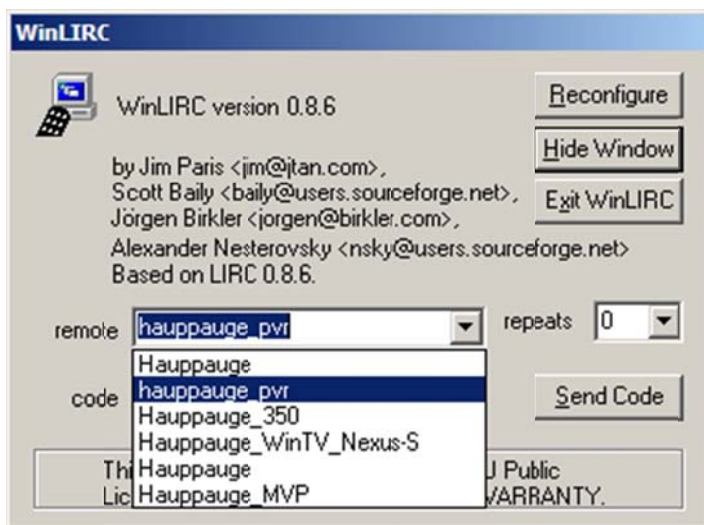 WinLIRC
WinLIRC version 0.8.6
Reconfigure
Hide Window
Exit WinLIRC
by Jim Paris <jim@jtan.com>,
Scott Baily <baily@users.sourceforge.net>,
Jörgen Birkler <jorgen@birkler.com>,
Alexander Nesterovsky <nsky@users.sourceforge.net>
Based on LIRC 0.8.6.
remote hauppauge_pvr repeats 0
Hauppauge
hauppauge_pvr
code
Send Code
Hauppauge_350
Hauppauge_WinTV_Nexus-S
Hauppauge
Hauppauge_MVP
Public